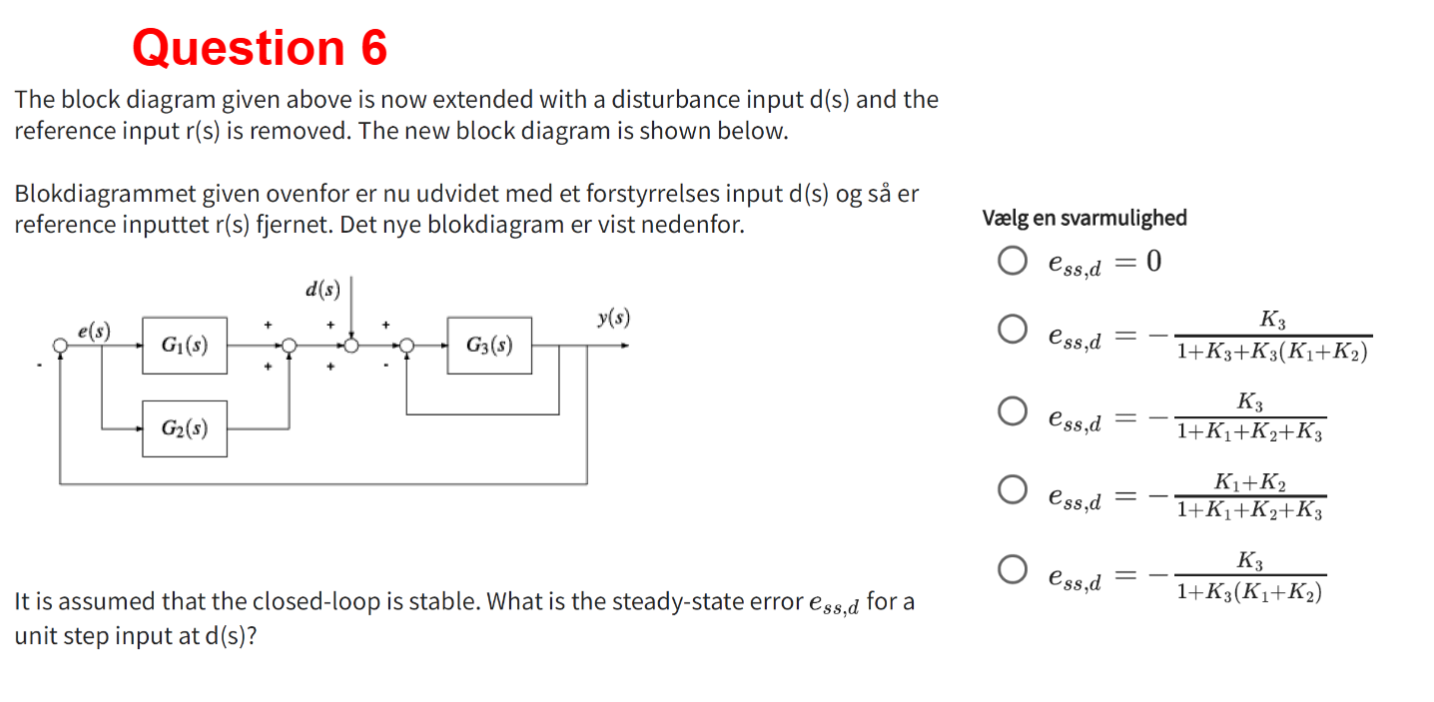 Question 6
The block diagram given above is now extended with a disturbance input d(s) and the
reference input r(s) is removed. The new block diagram is shown below.
Blokdiagrammet given ovenfor er nu udvidet med et forstyrrelses input d(s) og så er
reference inputtet r(s) fjernet. Det nye blokdiagram er vist nedenfor.
d(s)
e(s) G₁(s) + + + G₃(s) y(s)
- + + -
G₂(s)
It is assumed that the closed-loop is stable. What is the steady-state error e_{ss,d} for a
unit step input at d(s)?
Vælg en svarmulighed
e_{ss,d} = 0
e_{ss,d} = - \frac{K_3}{1+K_3+K_3(K_1+K_2)}
e_{ss,d} = - \frac{K_3}{1+K_1+K_2+K_3}
e_{ss,d} = - \frac{K_1+K_2}{1+K_1+K_2+K_3}
e_{ss,d} = - \frac{K_3}{1+K_3(K_1+K_2)}